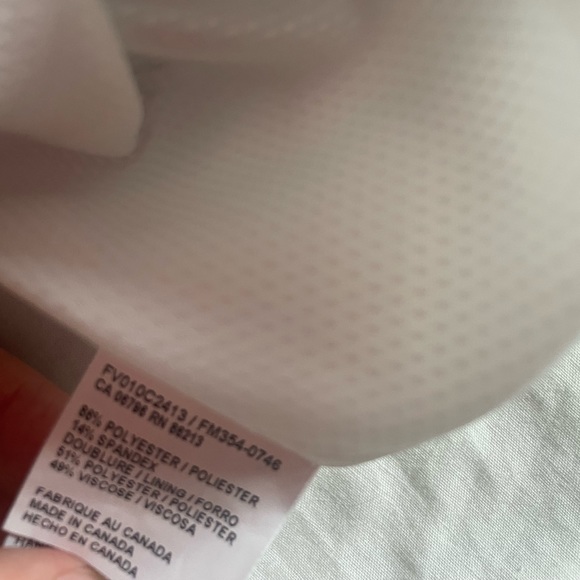 FV010C2413 / FM354-0746
CA 06796 RN 88213
86% POLYESTER / POLIESTER
14% SPANDEX
DOUBLURE / LINING / FORRO
51% POLYESTER / POLIESTER
49% VISCOSE / VISCOSA
FABRIQUE AU CANADA
MADE IN CANADA
HECHO EN CANADA